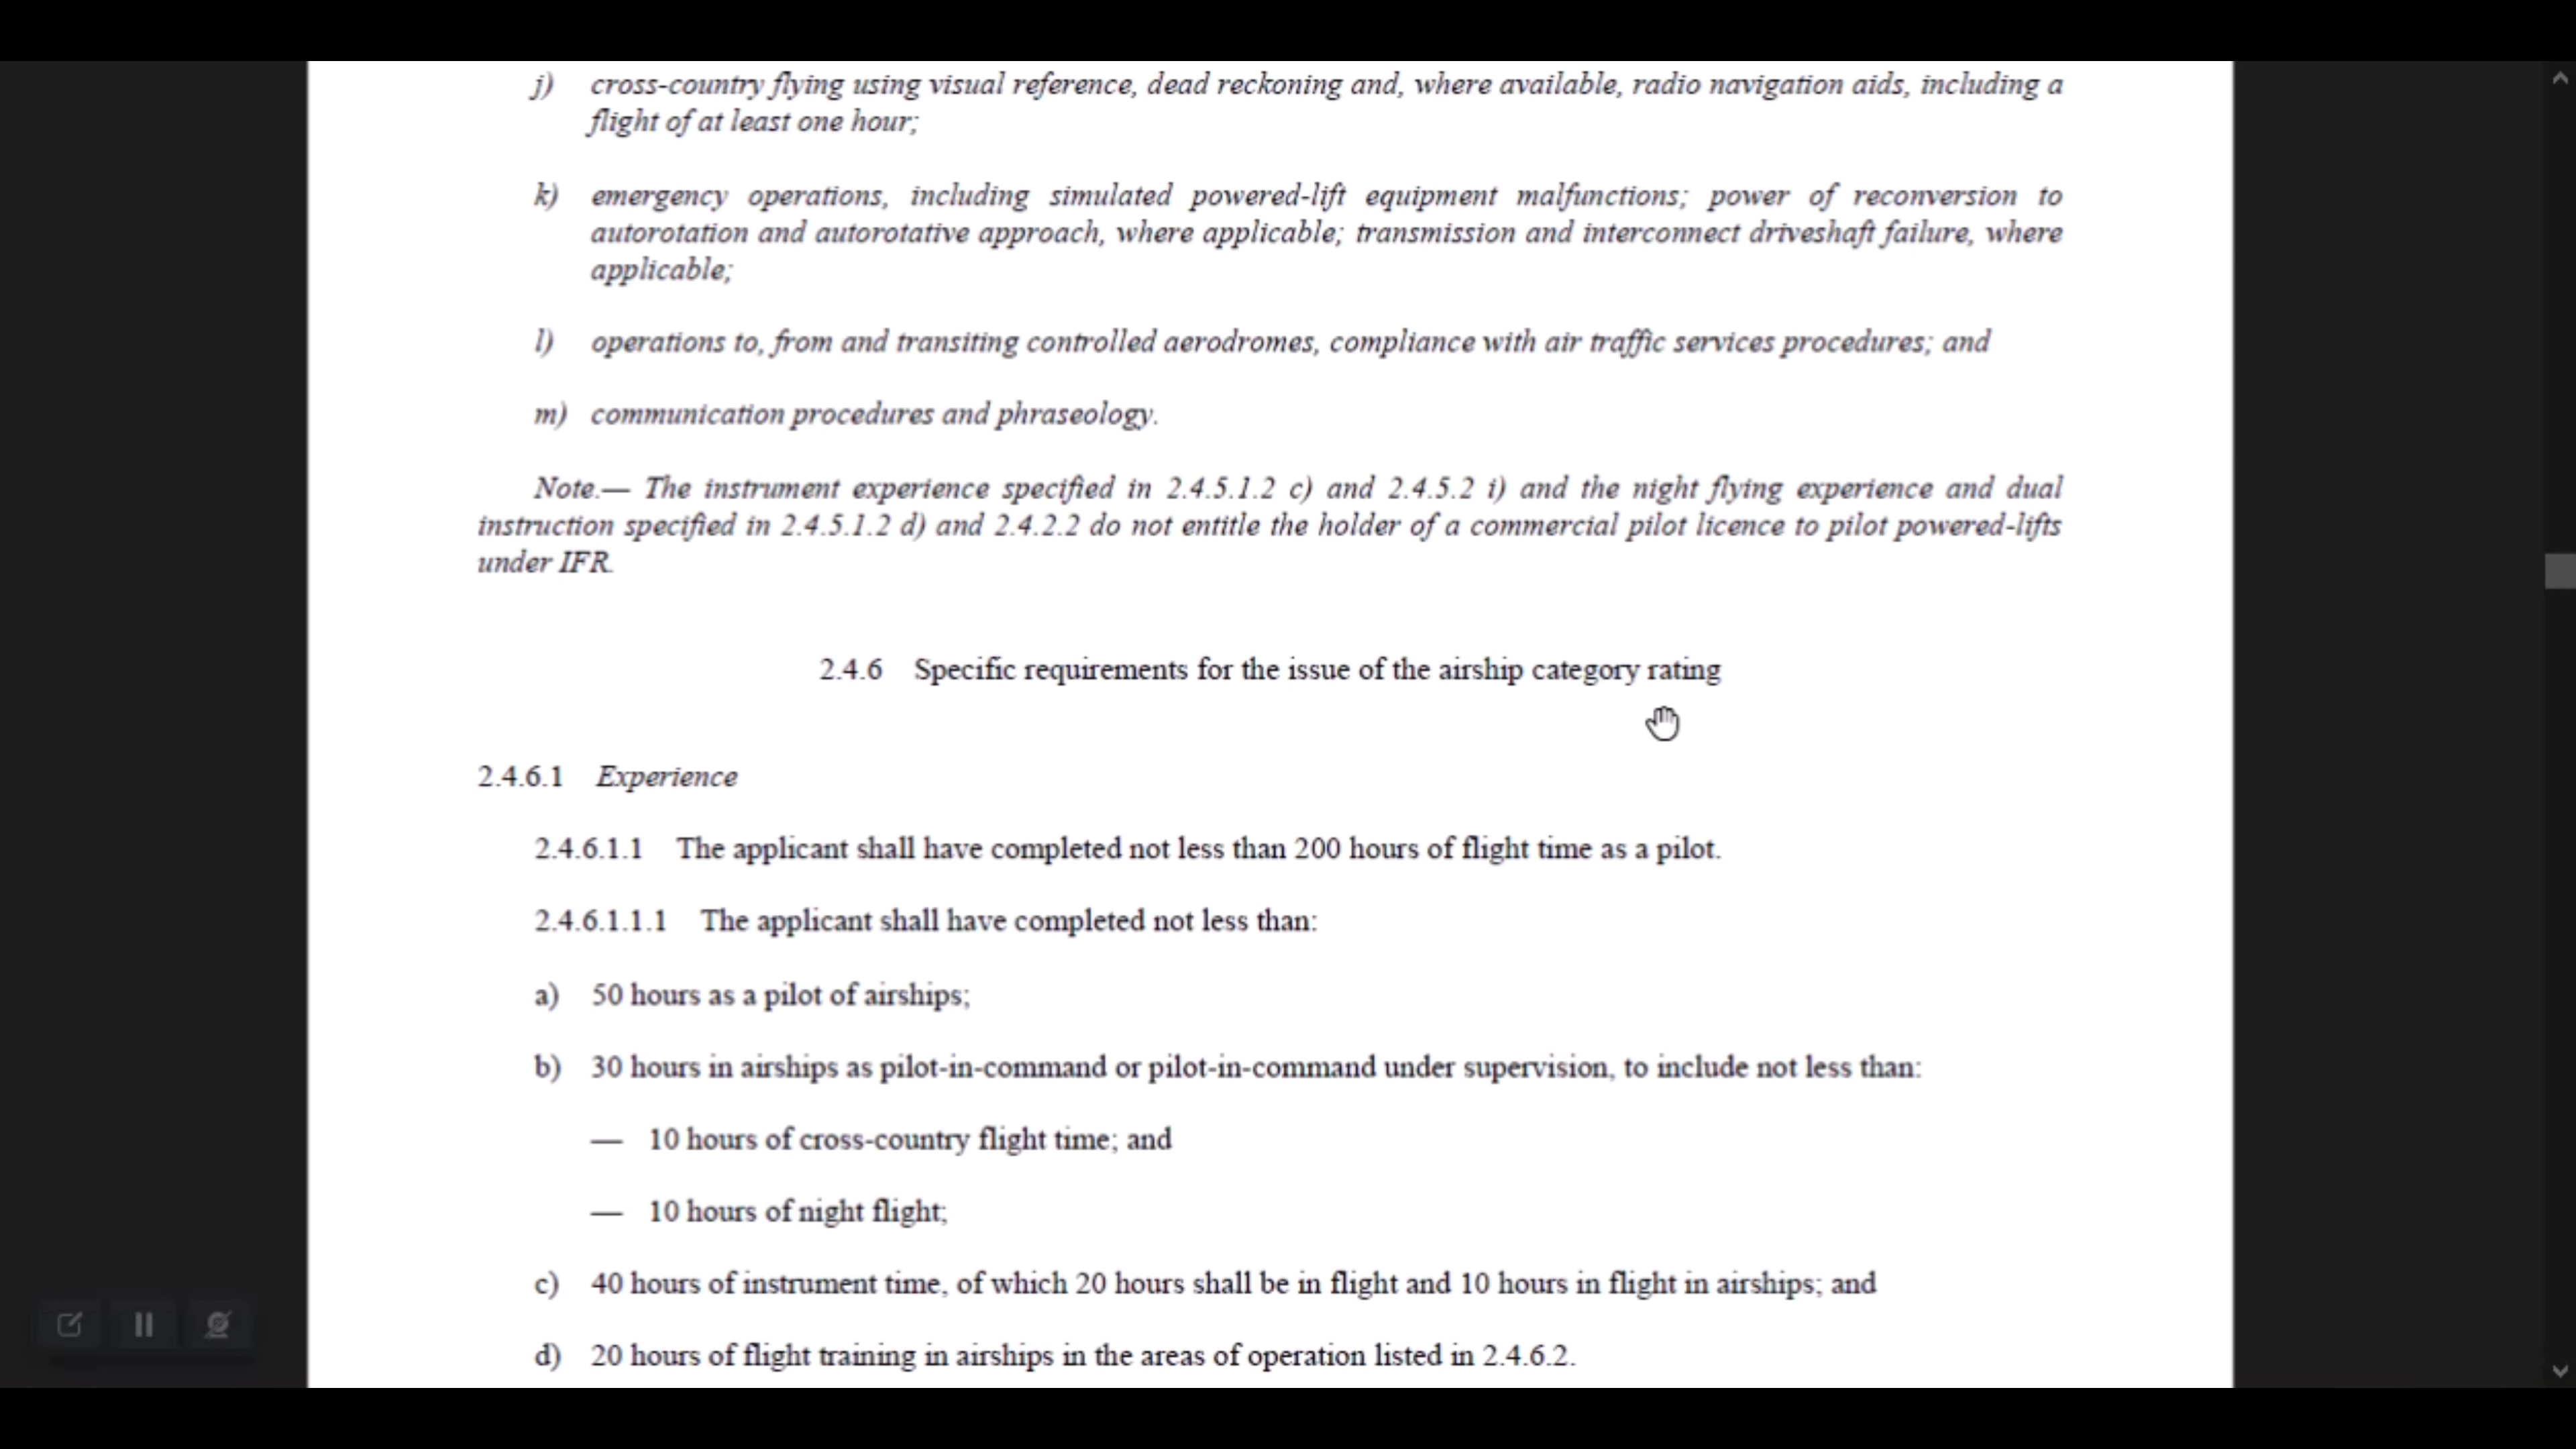 j) cross-country flying using visual reference, dead reckoning and, where available, radio navigation aids, including a
flight of at least one hour;
k) emergency operations, including simulated powered-lift equipment malfunctions; power of reconversion to
autorotation and autorotative approach, where applicable; transmission and interconnect driveshaft failure, where
applicable;
l) operations to, from and transiting controlled aerodromes, compliance with air traffic services procedures; and
m) communication procedures and phraseology.
Note.— The instrument experience specified in 2.4.5.1.2 c) and 2.4.5.2 i) and the night flying experience and dual
instruction specified in 2.4.5.1.2 d) and 2.4.2.2 do not entitle the holder of a commercial pilot licence to pilot powered-lifts
under IFR.
2.4.6 Specific requirements for the issue of the airship category rating
2.4.6.1 Experience
2.4.6.1.1 The applicant shall have completed not less than 200 hours of flight time as a pilot.
2.4.6.1.1.1 The applicant shall have completed not less than:
a) 50 hours as a pilot of airships;
b) 30 hours in airships as pilot-in-command or pilot-in-command under supervision, to include not less than:
— 10 hours of cross-country flight time; and
— 10 hours of night flight;
c) 40 hours of instrument time, of which 20 hours shall be in flight and 10 hours in flight in airships; and
d) 20 hours of flight training in airships in the areas of operation listed in 2.4.6.2.